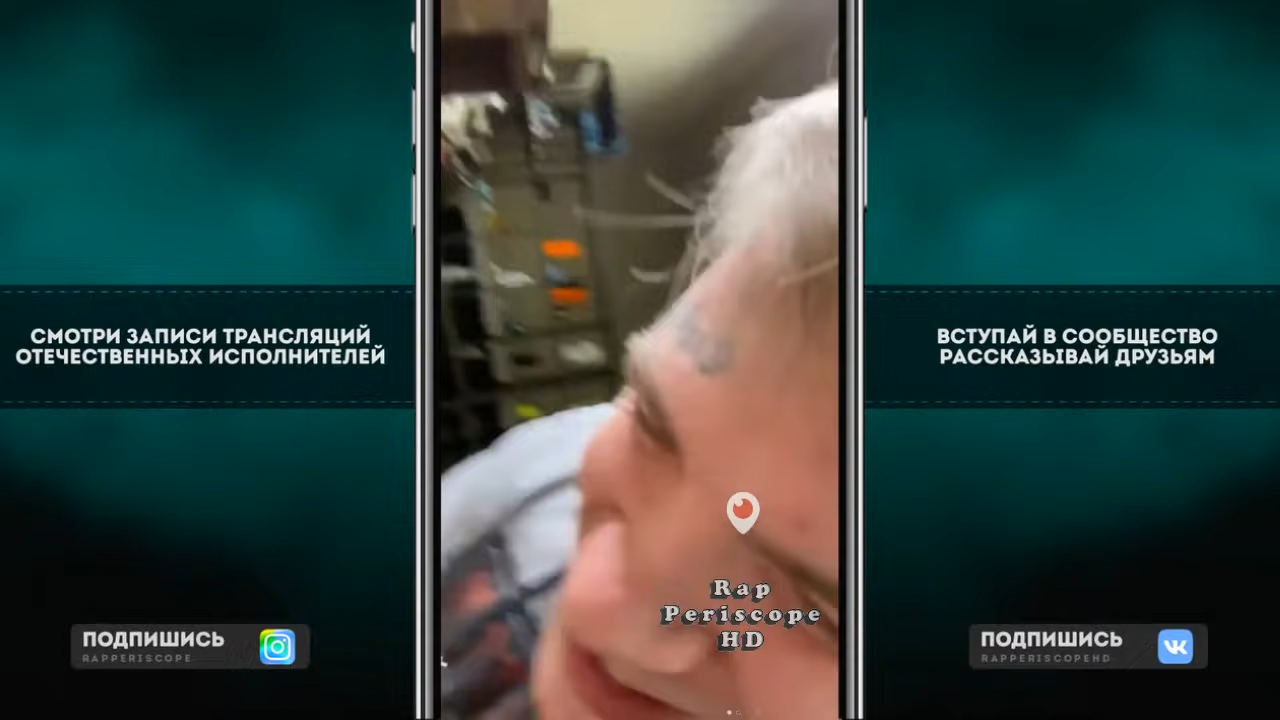 СМОТРИ ЗАПИСИ ТРАНСЛЯЦИЙ
ОТЕЧЕСТВЕННЫХ ИСПОЛНИТЕЛЕЙ
ВСТУПАЙ В СООБЩЕСТВО
РАССКАЗЫВАЙ ДРУЗЬЯМ
Rap
Periscope
HD
ПОДПИШИСЬ
RAPPERISCOPE
ПОДПИШИСЬ
RAPPERISCOPEHD